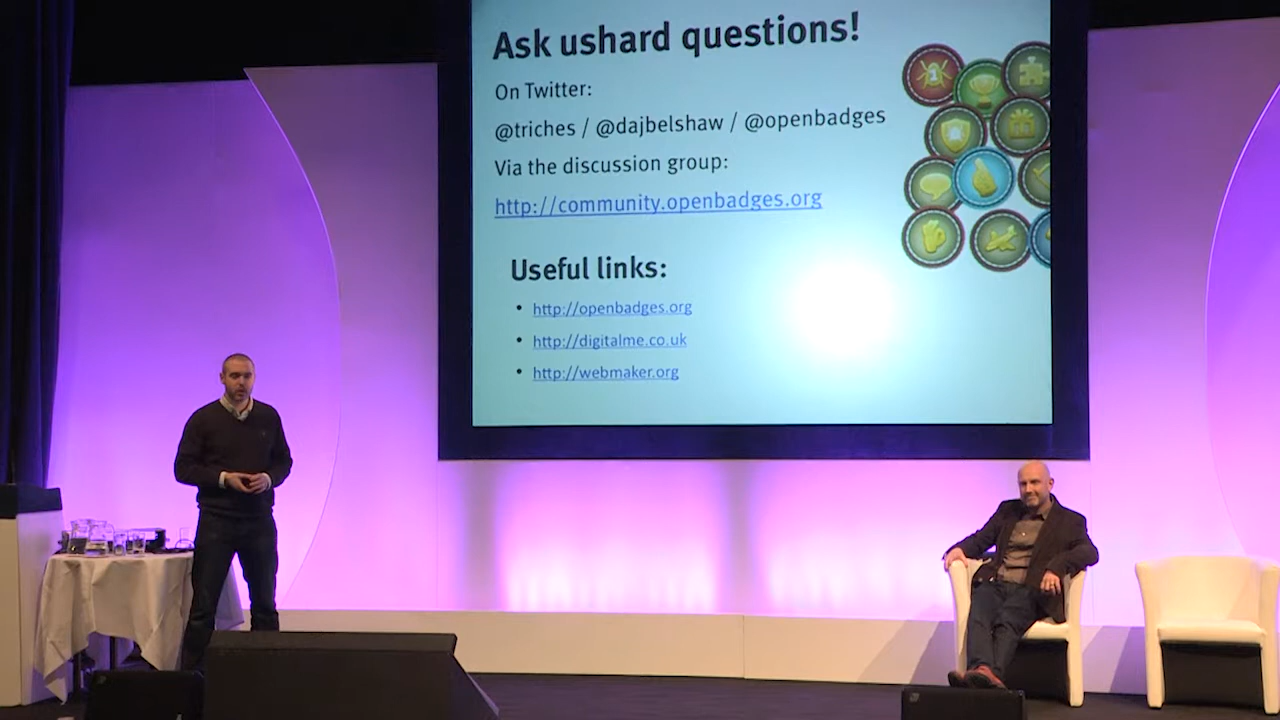 Ask ushard questions!
On Twitter:
@triches / @dajbelshaw / @openbadges
Via the discussion group:
http://community.openbadges.org
Useful links:
• http://openbadges.org
• http://digitalme.co.uk
• http://webmaker.org